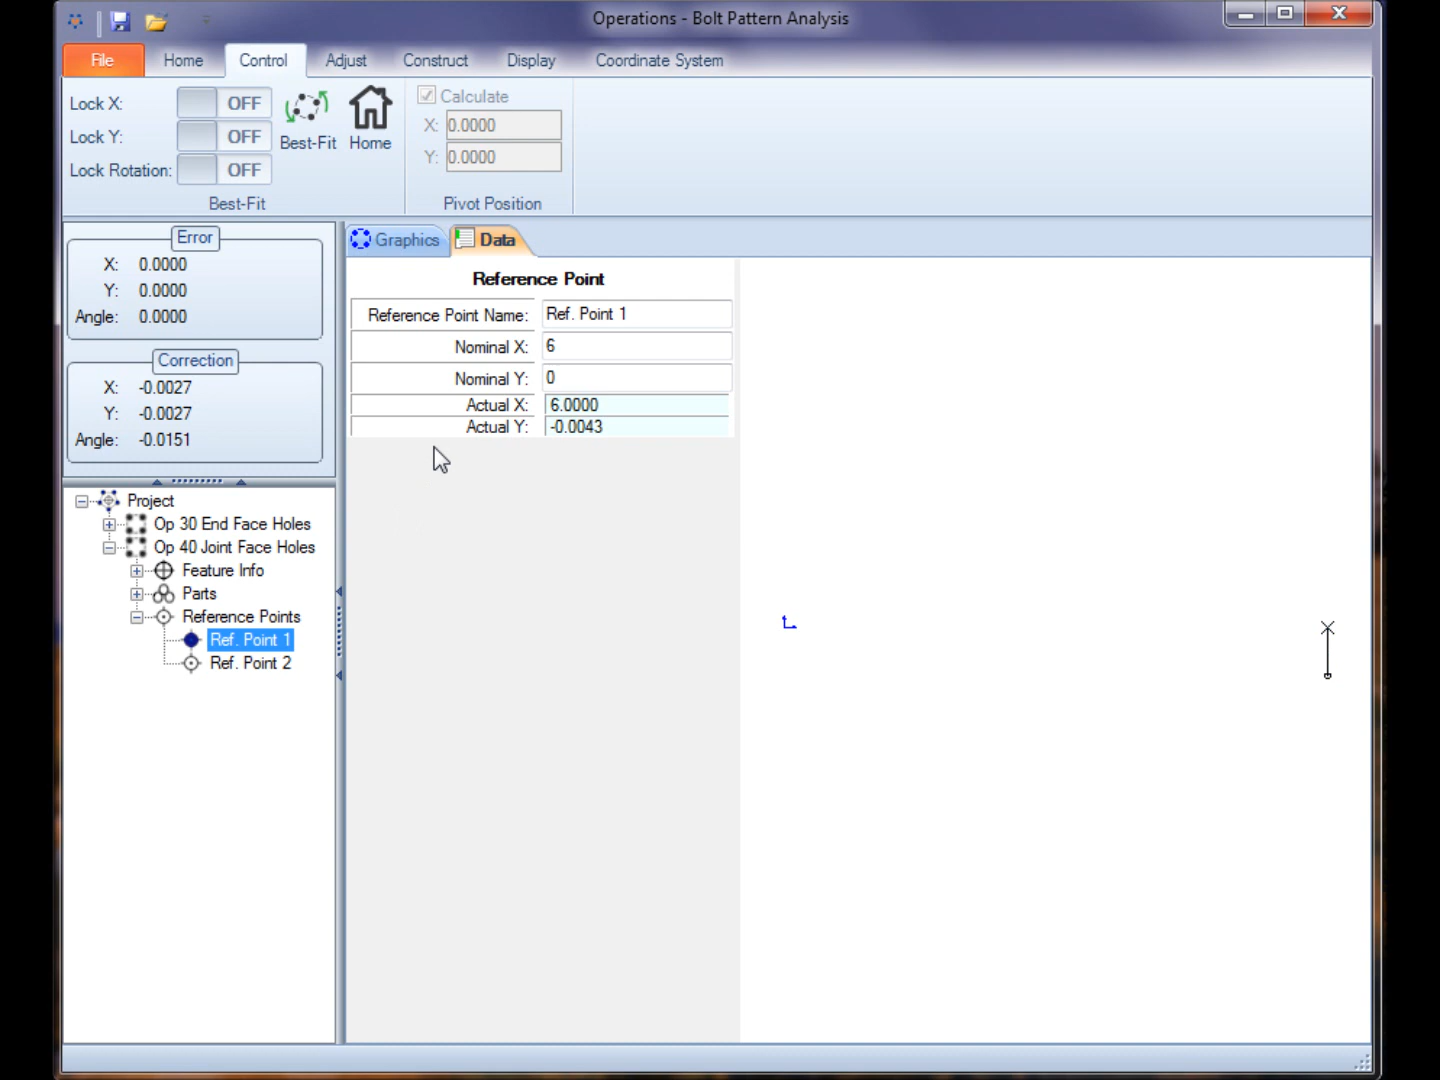 Operations - Bolt Pattern Analysis
File Home Control Adjust Construct Display Coordinate System
Lock X: OFF
Lock Y: OFF
Lock Rotation: OFF
Best-Fit Home
Best-Fit
Calculate
X: 0.0000
Y: 0.0000
Pivot Position
Error
X: 0.0000
Y: 0.0000
Angle: 0.0000
Correction
X: -0.0027
Y: -0.0027
Angle: -0.0151
Project
Op 30 End Face Holes
Op 40 Joint Face Holes
Feature Info
Parts
Reference Points
Ref. Point 1
Ref. Point 2
Graphics Data
Reference Point
Reference Point Name: Ref. Point 1
Nominal X: 6
Nominal Y: 0
Actual X: 6.0000
Actual Y: -0.0043